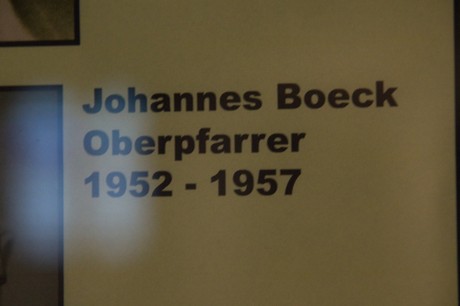 Johannes Boeck
Oberpfarrer
1952 - 1957